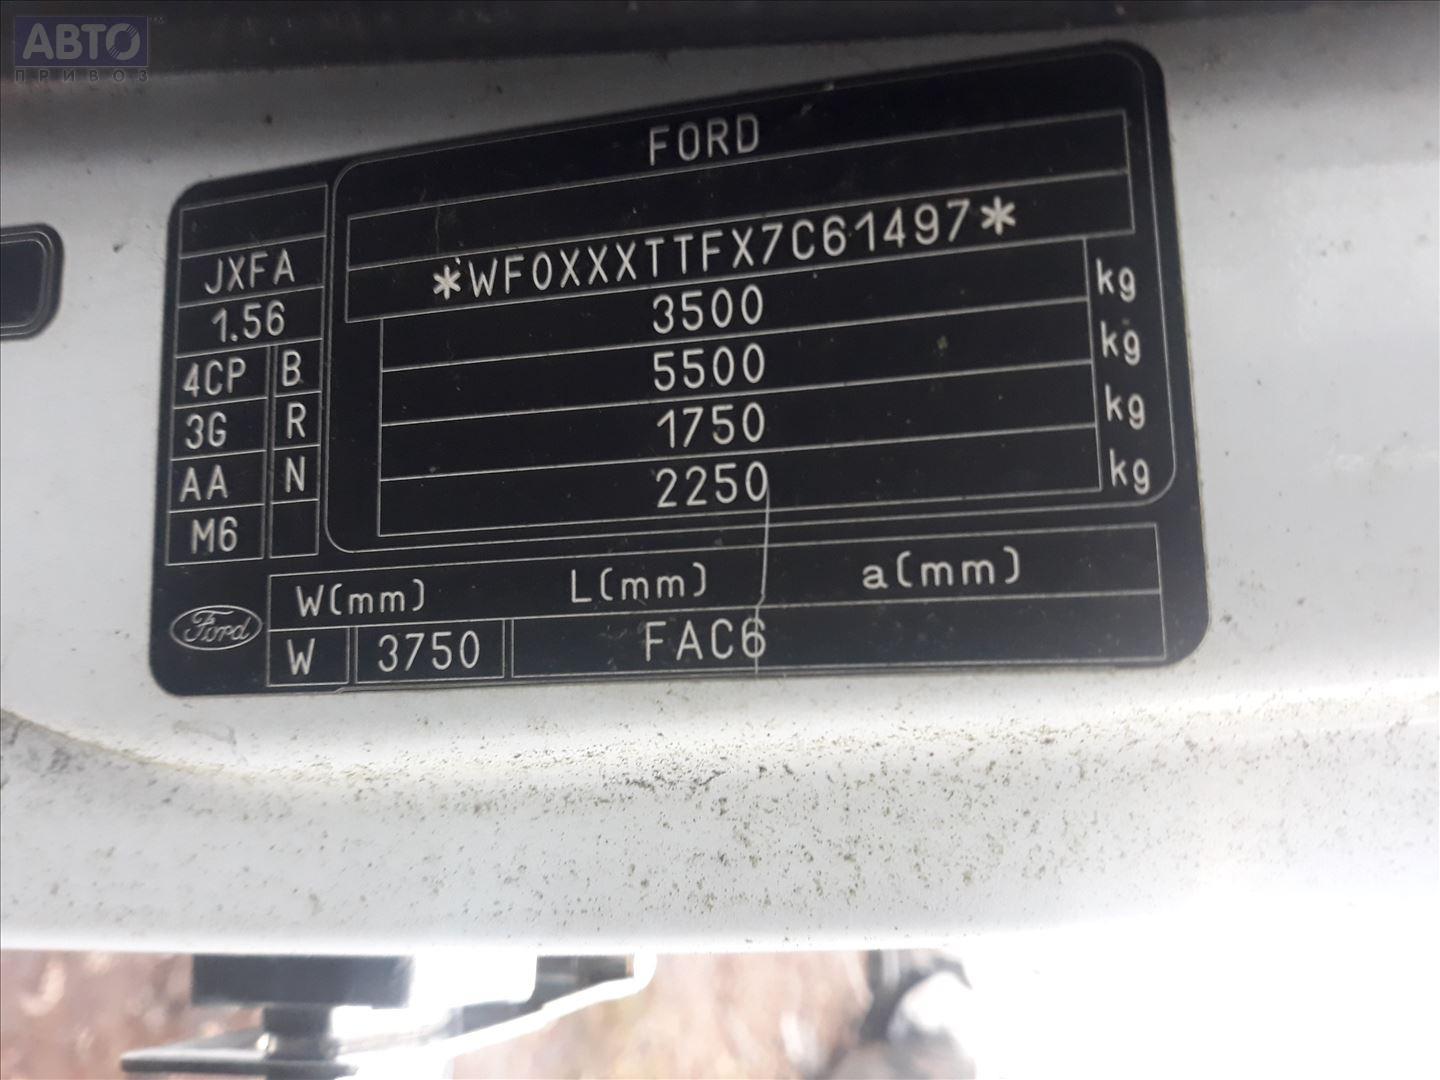 АВТО
ПРИВОЗ
FORD
*WF0XXXTTFX7C61497*
3500 kg
5500 kg
1750 kg
2250 kg
JXFA
1.56
4CP B
3G R
AA N
M6
W(mm) L(mm) a(mm)
Ford
W 3750 FAC6